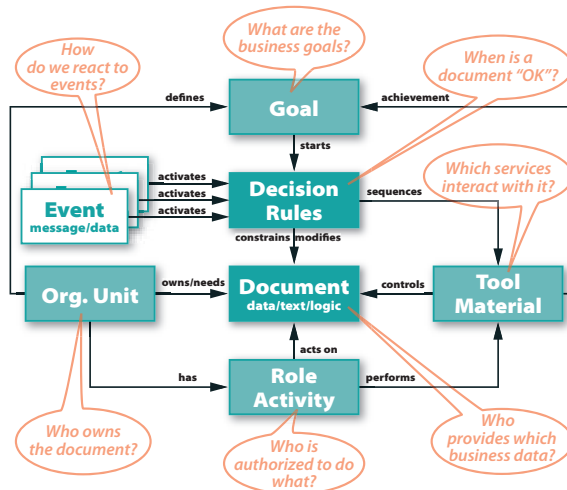 What are the
business goals?
How
do we react to
events?
When is a
document “OK”?
defines
Goal
achievement
starts
Which services
interact with it?
activates
activates
activates
Event
message/data
Decision
Rules
sequences
constrains modifies
Org. Unit
owns/needs
Document
data/text/logic
controls
Tool
Material
acts on
has
Role
Activity
performs
Who owns
the document?
Who is
authorized to do
what?
Who
provides which
business data?